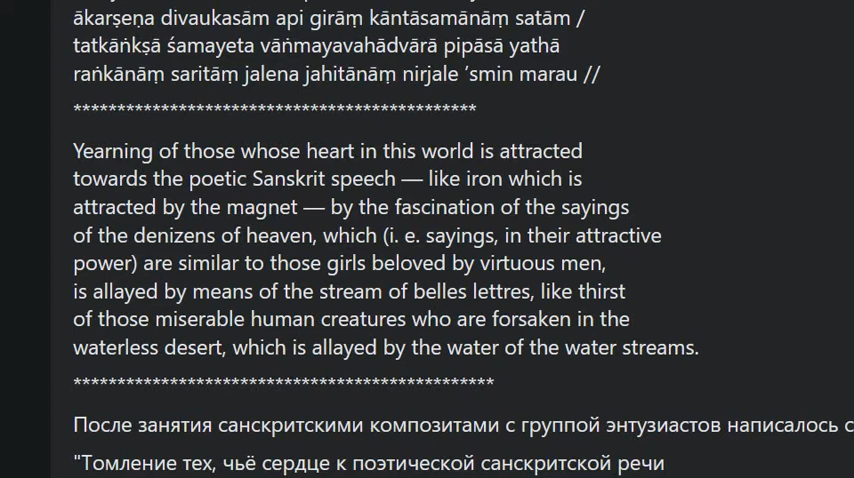 ākarṣeṇa divaukasām api girāṃ kāntāsamānāṃ satām /
tatkāṅkṣā śamayeta vāṅmayavahādvārā pipāsā yathā
raṅkānāṃ saritāṃ jalena jahitānāṃ nirjale ’smin marau //
**********************************************
Yearning of those whose heart in this world is attracted
towards the poetic Sanskrit speech — like iron which is
attracted by the magnet — by the fascination of the sayings
of the denizens of heaven, which (i. e. sayings, in their attractive
power) are similar to those girls beloved by virtuous men,
is allayed by means of the stream of belles lettres, like thirst
of those miserable human creatures who are forsaken in the
waterless desert, which is allayed by the water of the water streams.
************************************************
После занятия санскритскими композитами с группой энтузиастов написалось
"Томление тех, чьё сердце к поэтической санскритской речи